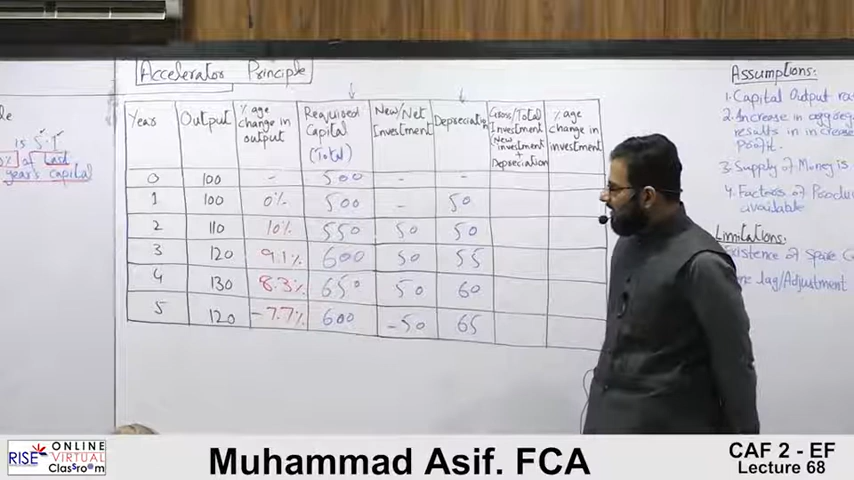 Accelerator Principle
is 5:1
of Last
year's capital
Years Output %age change in output Required Capital (Total) New/Net Investment Depreciation Gross/Total Investment (New investment + Depreciation %age change in investment
0 100 - 500 - -
1 100 0% 500 - 50
2 110 10% 550 50 50
3 120 9.1% 600 50 55
4 130 8.3% 650 50 60
5 120 -7.7% 600 -50 65
Assumptions:
1. Capital Output
2. Increase in
results in increase
Profit.
3. Supply of Money is
4. Factors of
available
Limitations:
Existence of Spare
lag/Adjustment
RISE ONLINE VIRTUAL Classroom
Muhammad Asif. FCA
CAF 2 - EF
Lecture 68